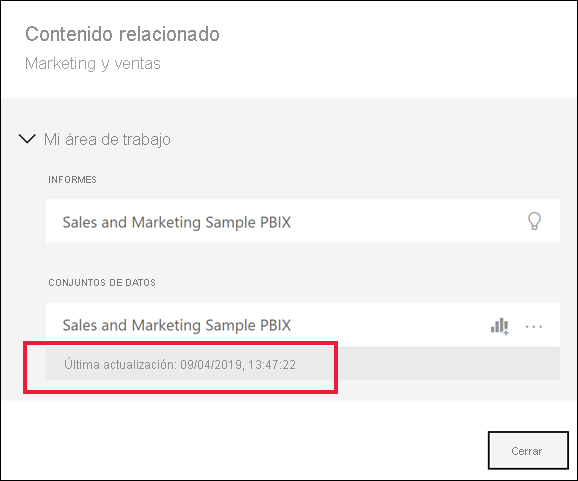 Contenido relacionado
Marketing y ventas
Mi área de trabajo
INFORMES
Sales and Marketing Sample PBIX
CONJUNTOS DE DATOS
Sales and Marketing Sample PBIX
Última actualización: 09/04/2019, 13:47:22
Cerrar